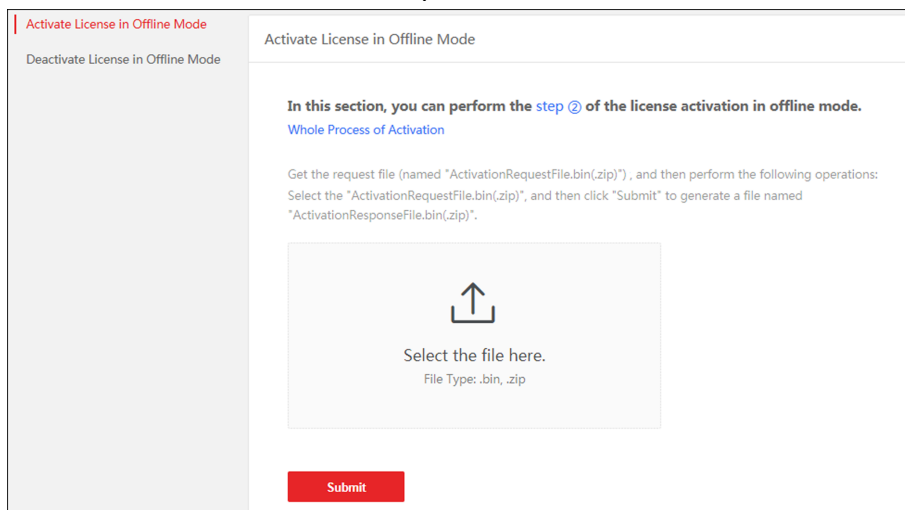 Activate License in Offline Mode
Deactivate License in Offline Mode
Activate License in Offline Mode
In this section, you can perform the step ② of the license activation in offline mode.
Whole Process of Activation
Get the request file (named "ActivationRequestFile.bin(.zip)") , and then perform the following operations:
Select the "ActivationRequestFile.bin(.zip)", and then click "Submit" to generate a file named
"ActivationResponseFile.bin(.zip)".
Select the file here.
File Type: .bin, .zip
Submit